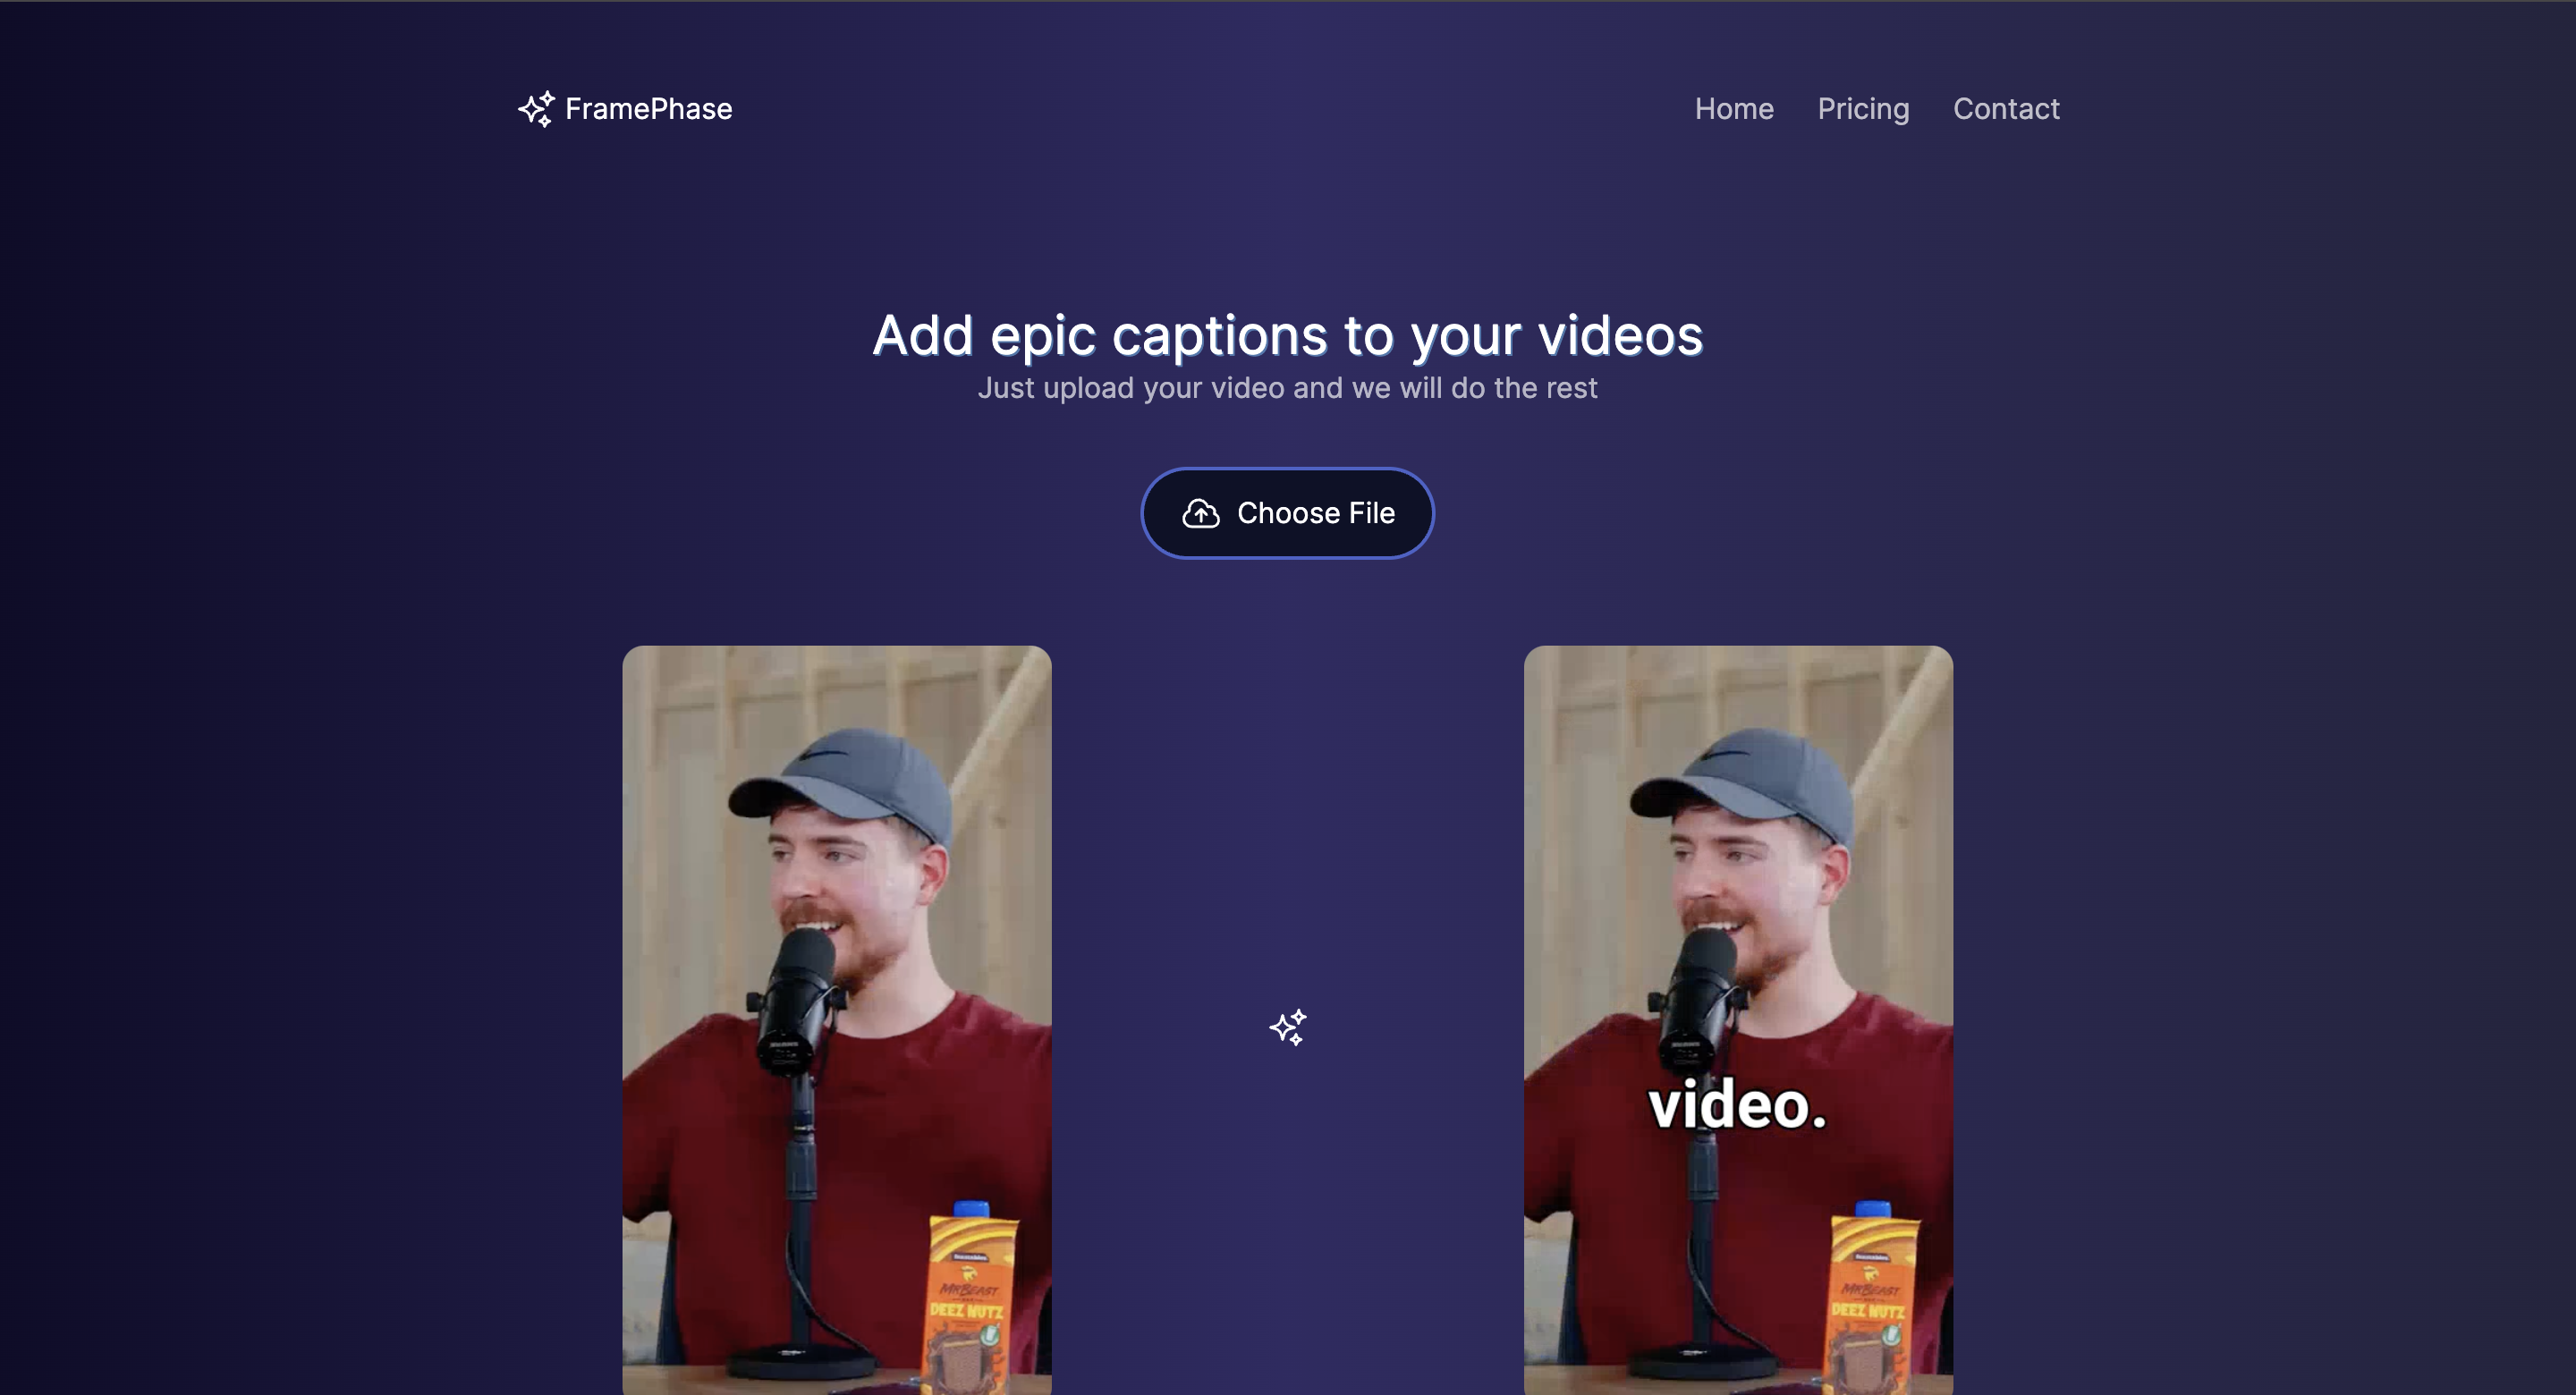 FramePhase
Home Pricing Contact
Add epic captions to your videos
Just upload your video and we will do the rest
Choose File
video.
MRBEAST
DEEZ NUTZ
MRBEAST
DEEZ NUTZ